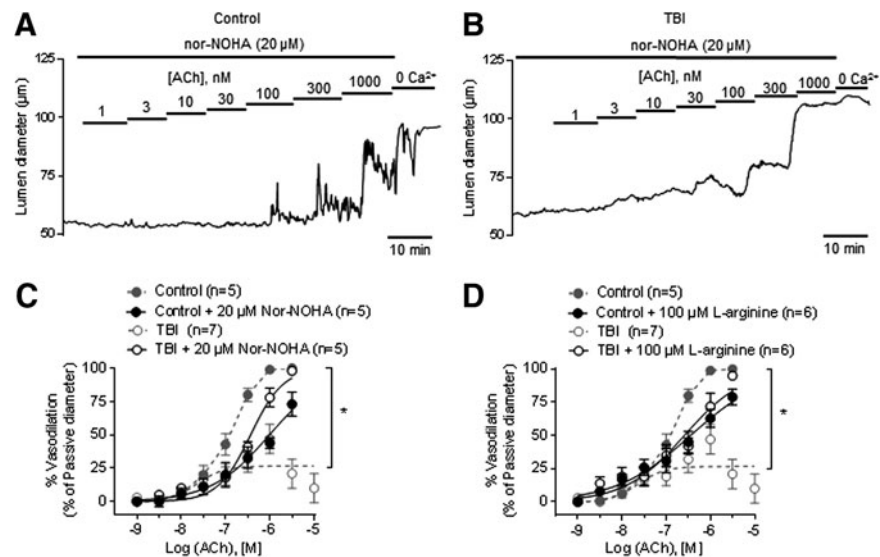 A
Control
nor-NOHA (20 µM)
[ACh], nM
1 3 10 30 100 300 1000 0 Ca²⁺
Lumen diameter (µm)
125
100
75
50
10 min
B
TBI
nor-NOHA (20 µM)
[ACh], nM
1 3 10 30 100 300 1000 0 Ca²⁺
Lumen diameter (µm)
125
100
75
50
10 min
C
Control (n=5)
Control + 20 µM Nor-NOHA (n=5)
TBI (n=7)
TBI + 20 µM Nor-NOHA (n=5)
% Vasodilation
(% of Passive diameter)
100
75
50
25
0
*
-9 -8 -7 -6 -5
Log (ACh), [M]
D
Control (n=5)
Control + 100 µM L-arginine (n=6)
TBI (n=7)
TBI + 100 µM L-arginine (n=6)
% Vasodilation
(% of Passive diameter)
100
75
50
25
0
*
-9 -8 -7 -6 -5
Log (ACh), [M]